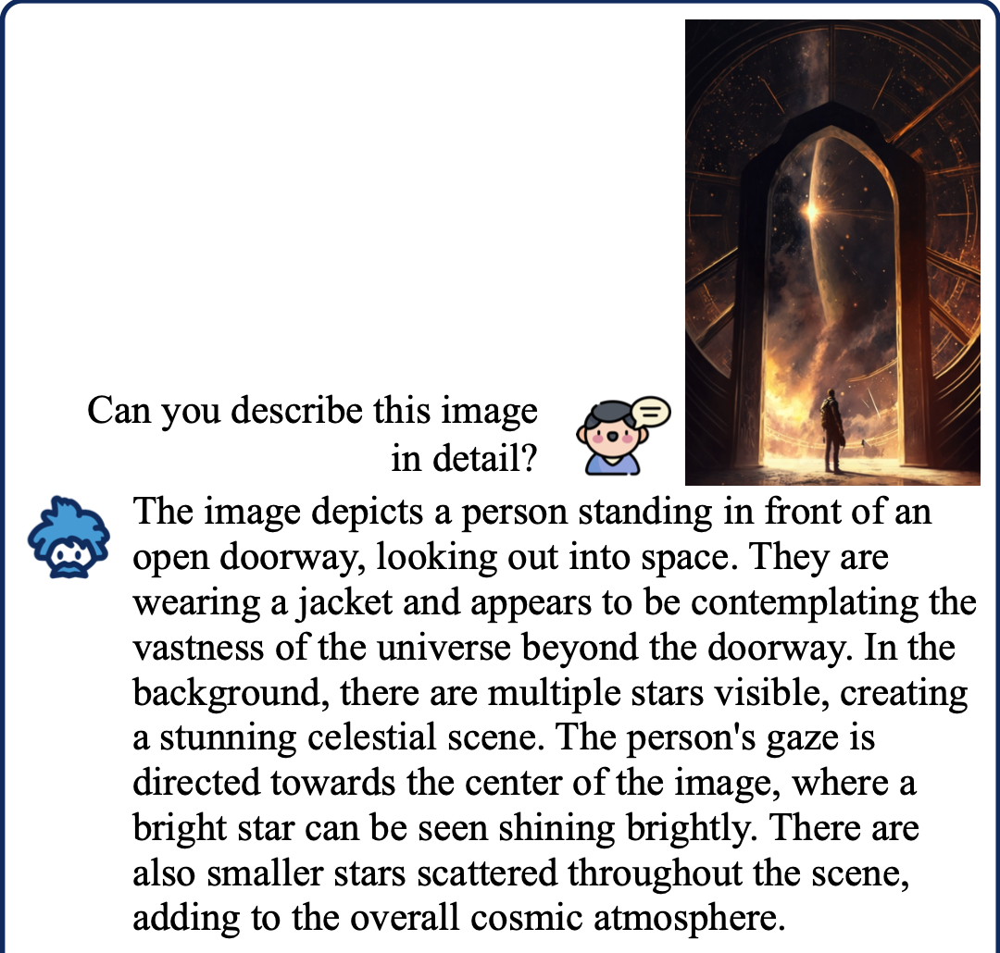 Can you describe this image
in detail?
The image depicts a person standing in front of an
open doorway, looking out into space. They are
wearing a jacket and appears to be contemplating the
vastness of the universe beyond the doorway. In the
background, there are multiple stars visible, creating
a stunning celestial scene. The person's gaze is
directed towards the center of the image, where a
bright star can be seen shining brightly. There are
also smaller stars scattered throughout the scene,
adding to the overall cosmic atmosphere.